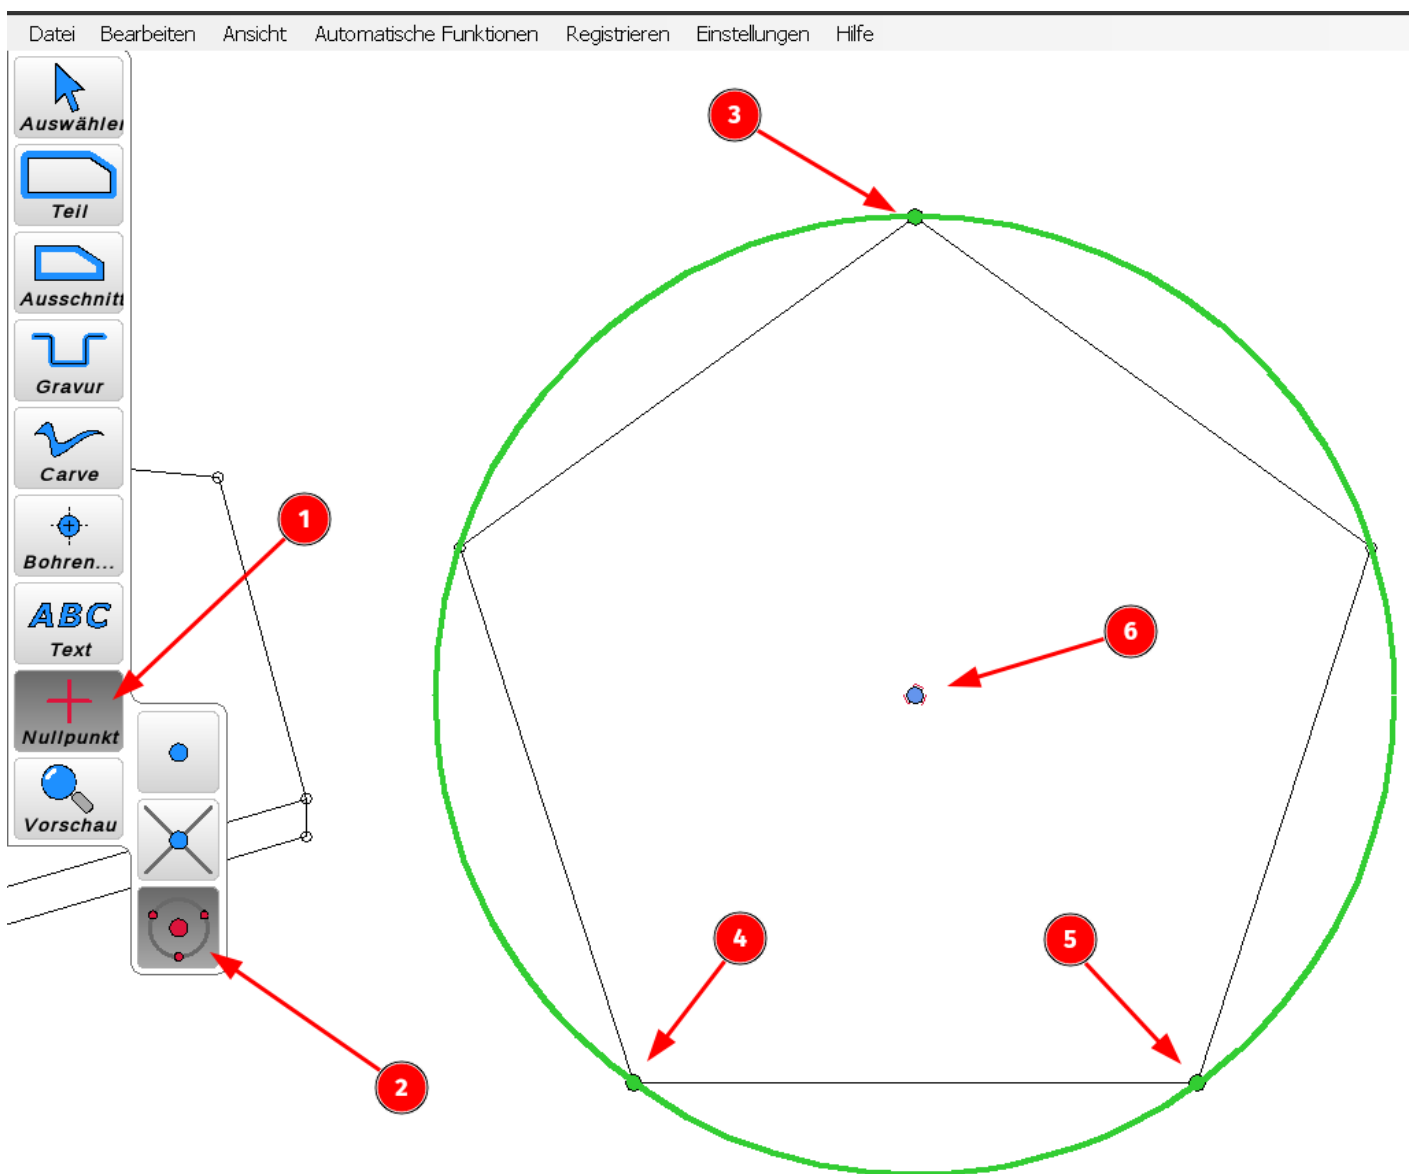 Datei Bearbeiten Ansicht Automatische Funktionen Registrieren Einstellungen Hilfe
Auswähler
Teil
Ausschnitt
Gravur
Carve
Bohren...
ABC
Text
Nullpunkt
Vorschau
3
1
6
4
5
2